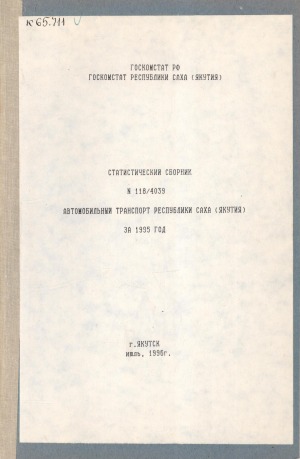 К65.711 V
ГОСКОМСТАТ РФ
ГОСКОМСТАТ РЕСПУБЛИКИ САХА (ЯКУТИЯ)
СТАТИСТИЧЕСКИЙ СБОРНИК
№ 118/4039
АВТОМОБИЛЬНЫЙ ТРАНСПОРТ РЕСПУБЛИКИ САХА (ЯКУТИЯ)
ЗА 1995 ГОД
г.ЯКУТСК
июль, 1996г.